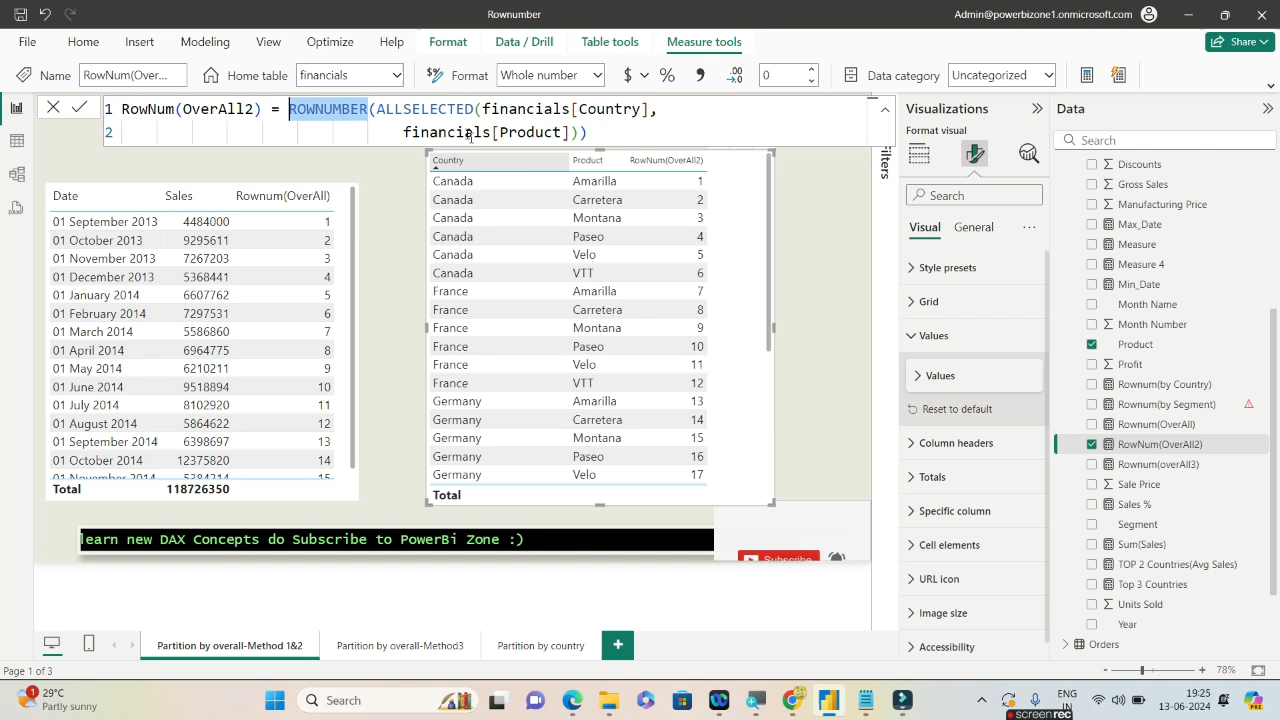 Rownumber
Admin@powerbizone1.onmicrosoft.com
File Home Insert Modeling View Optimize Help Format Data / Drill Table tools Measure tools
Share
Name RowNum(Over... Home table financials Format Whole number $ % 0 Data category Uncategorized
1 RowNum(OverAll2) = ROWNUMBER(ALLSELECTED(financials[Country],
2 financials[Product]))
Filters
Date Sales Rownum(OverAll)
01 September 2013 4484000 1
01 October 2013 9295611 2
01 November 2013 7267203 3
01 December 2013 5368441 4
01 January 2014 6607762 5
01 February 2014 7297531 6
01 March 2014 5586860 7
01 April 2014 6964775 8
01 May 2014 6210211 9
01 June 2014 9518894 10
01 July 2014 8102920 11
01 August 2014 5864622 12
01 September 2014 6398697 13
01 October 2014 12375820 14
01 November 2014 5384214 15
Total 118726350
Country Product RowNum(OverAll2)
Canada Amarilla 1
Canada Carretera 2
Canada Montana 3
Canada Paseo 4
Canada Velo 5
Canada VTT 6
France Amarilla 7
France Carretera 8
France Montana 9
France Paseo 10
France Velo 11
France VTT 12
Germany Amarilla 13
Germany Carretera 14
Germany Montana 15
Germany Paseo 16
Germany Velo 17
Total
learn new DAX Concepts do Subscribe to PowerBi Zone :)
Subscribe
Visualizations
Format visual
Search
Visual General ...
Style presets
Grid
Values
Values
Reset to default
Column headers
Totals
Specific column
Cell elements
URL icon
Image size
Accessibility
Data
Search
Discounts
Gross Sales
Manufacturing Price
Max_Date
Measure
Measure 4
Min_Date
Month Name
Month Number
Product
Profit
Rownum(by Country)
Rownum(by Segment)
Rownum(OverAll)
RowNum(OverAll2)
Rownum(overAll3)
Sale Price
Sales %
Segment
Sum(Sales)
TOP 2 Countries(Avg Sales)
Top 3 Countries
Units Sold
Year
Orders
Partition by overall-Method 1&2 Partition by overall-Method3 Partition by country +
Page 1 of 3
- + 78%
1 29°C
Partly sunny
Search
ENG
IN
19:25
13-06-2024
PRE
screenrec